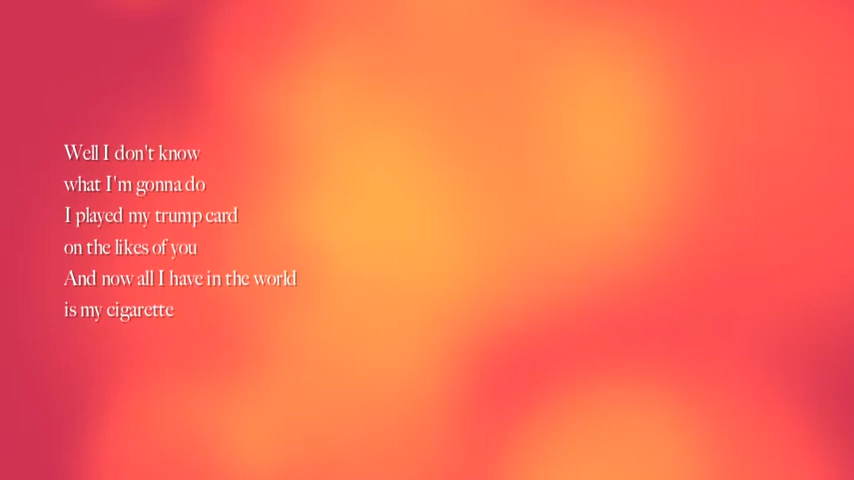 Well I don't know
what I'm gonna do
I played my trump card
on the likes of you
And now all I have in the world
is my cigarette